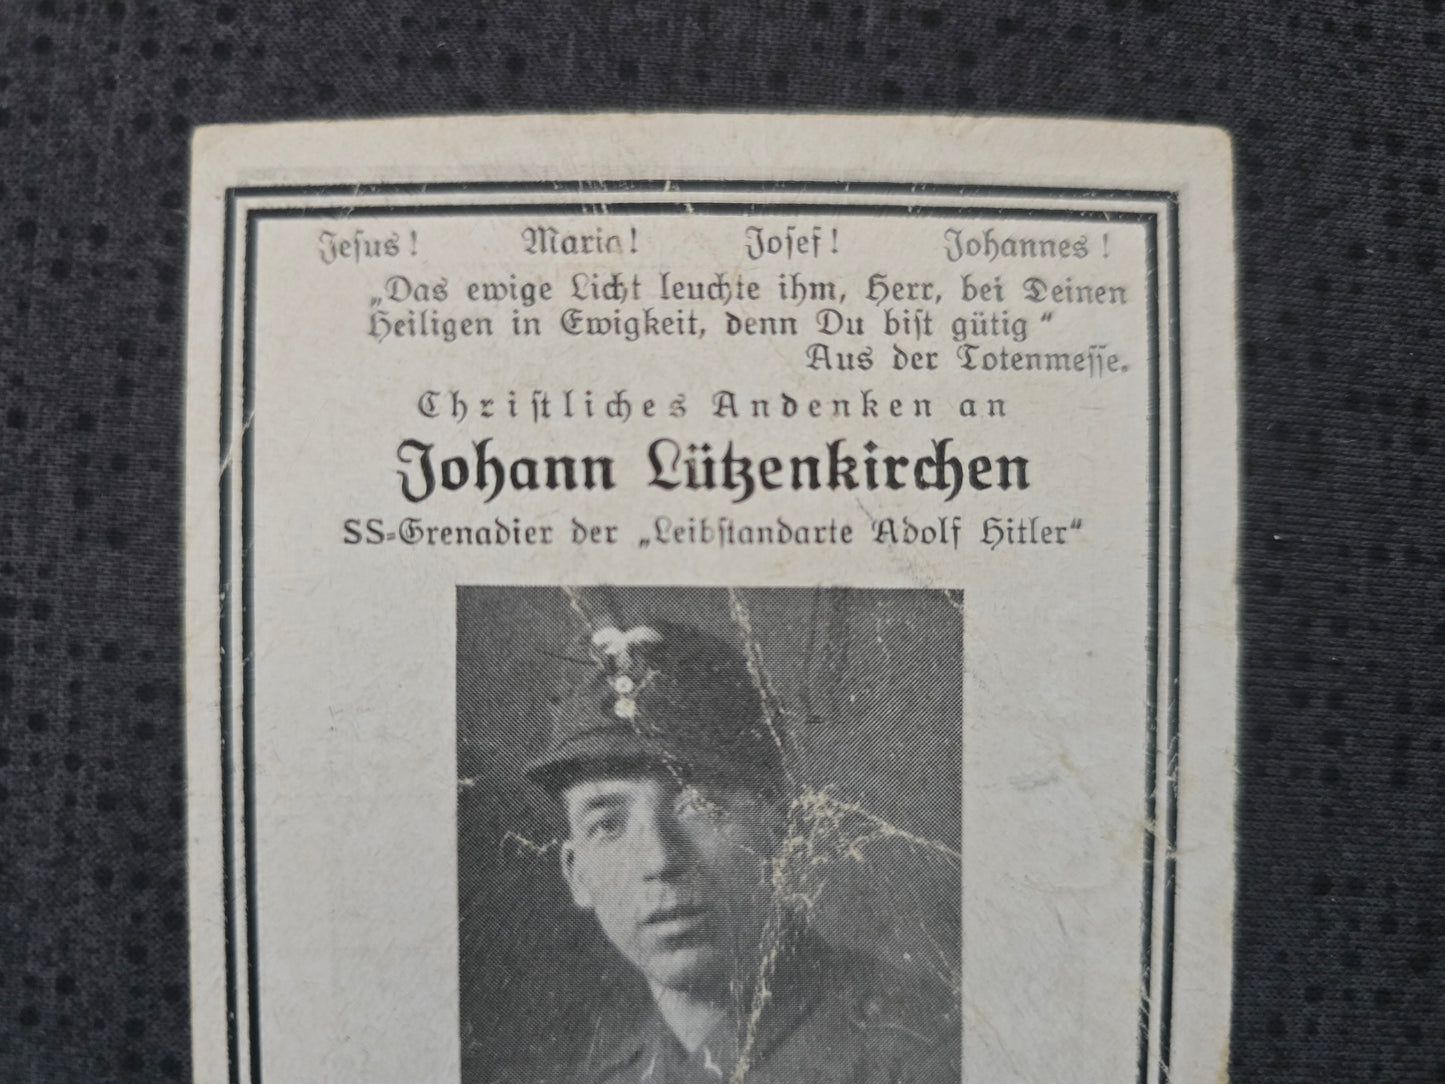 Jesus! Maria! Josef! Johannes!
„Das ewige Licht leuchte ihm, Herr, bei Deinen
Heiligen in Ewigkeit, denn Du bist gütig“
Aus der Totenmesse.
Christliches Andenken an
Johann Lützenkirchen
SS-Grenadier der „Leibstandarte Adolf Hitler“